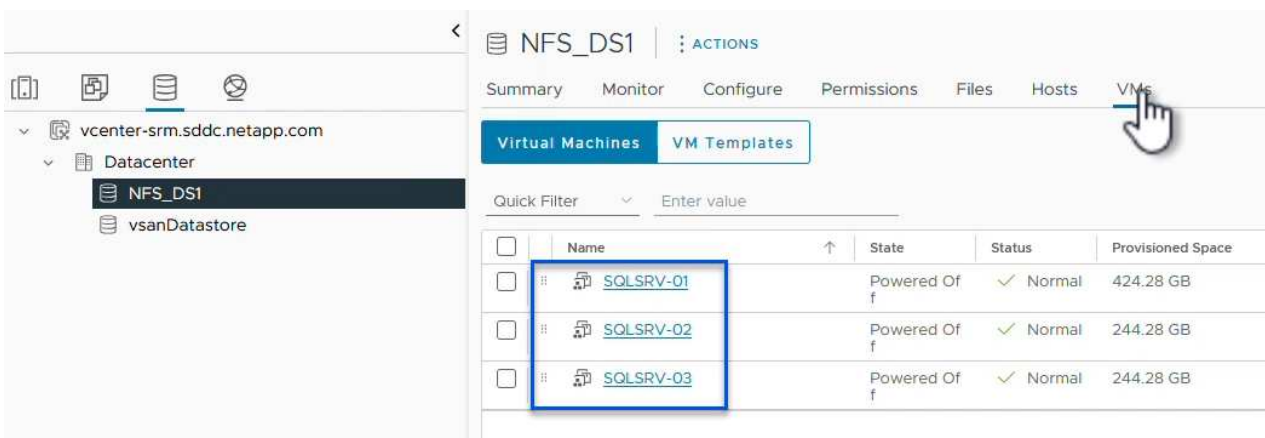 NFS_DS1
ACTIONS
Summary Monitor Configure Permissions Files Hosts VMs
vcenter-srm.sddc.netapp.com
Datacenter
NFS_DS1
vsanDatastore
Virtual Machines VM Templates
Quick Filter Enter value
Name State Status Provisioned Space
SQLSRV-01 Powered Of Normal 424.28 GB
f
SQLSRV-02 Powered Of Normal 244.28 GB
f
SQLSRV-03 Powered Of Normal 244.28 GB
f